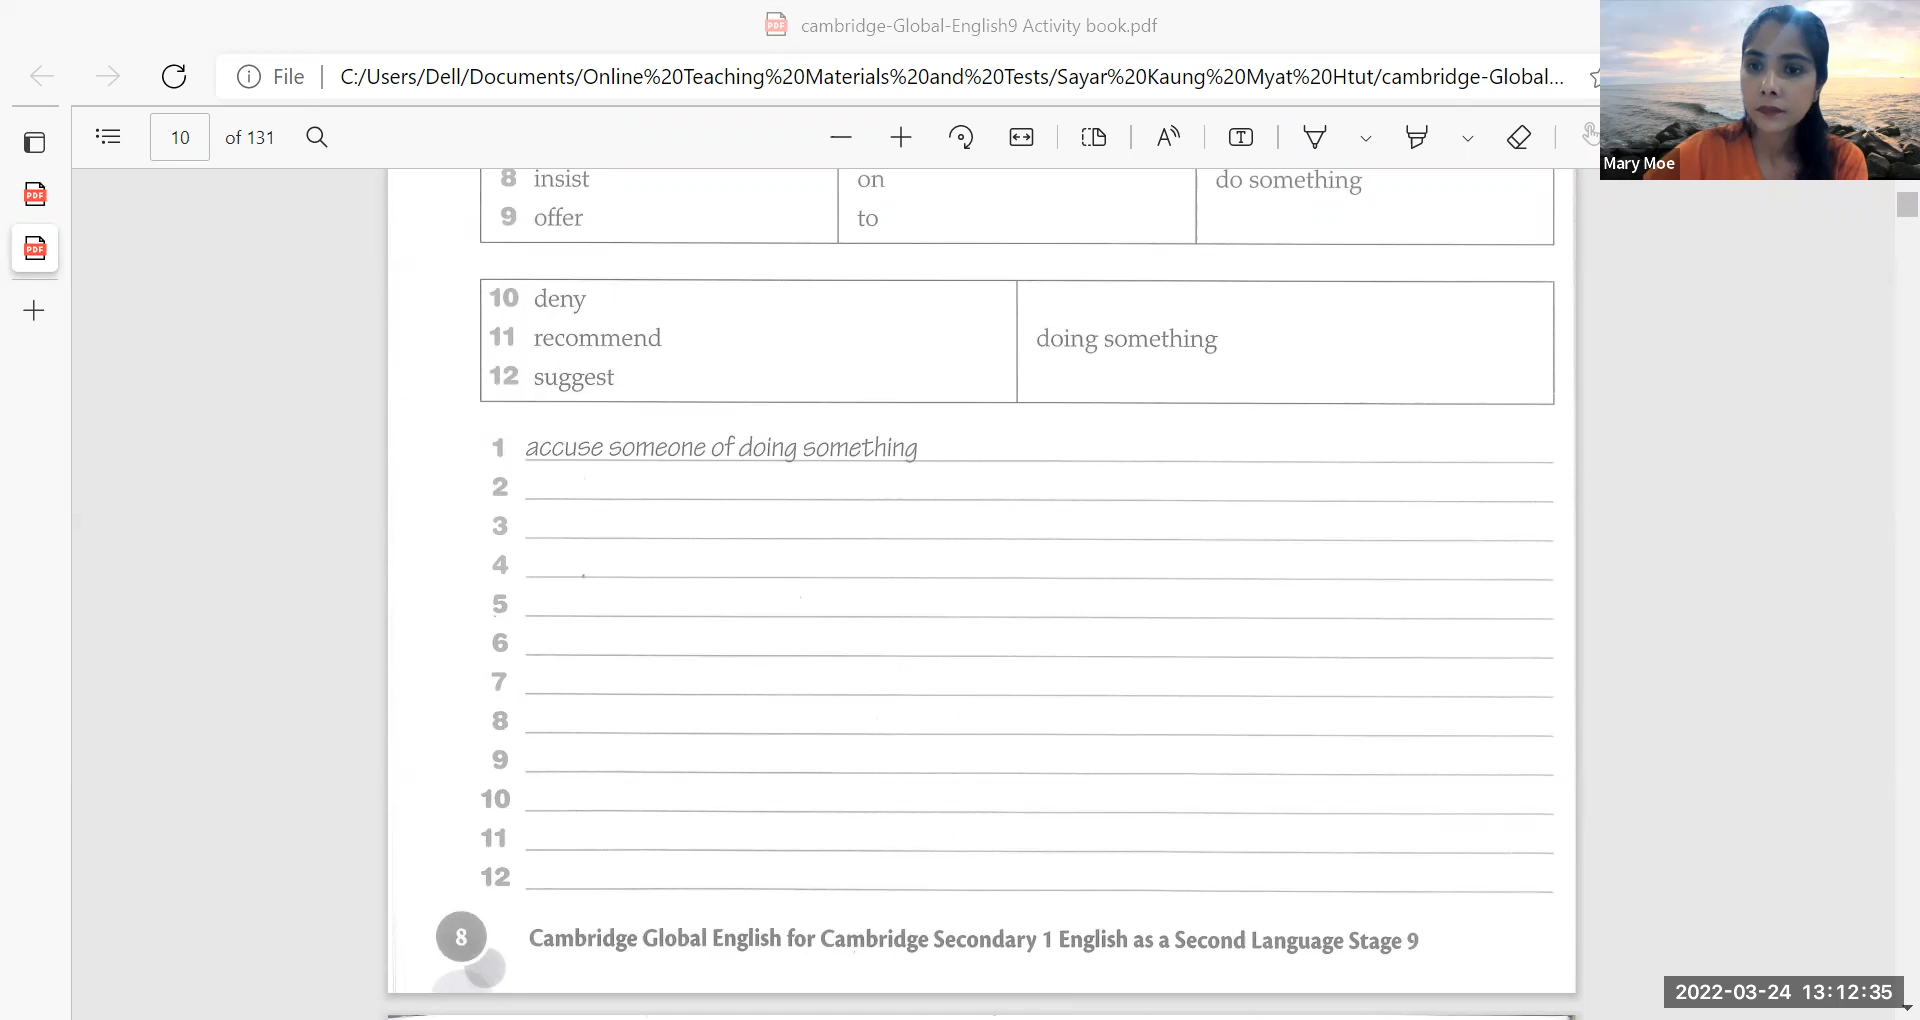 cambridge-Global-English9 Activity book.pdf
File
C:/Users/Dell/Documents/Online%20Teaching%20Materials%20and%20Tests/Sayar%20Kaung%20Myat%20Htut/cambridge-Global...
10 of 131
Mary Moe
8 insist on do something
9 offer to
10 deny
11 recommend doing something
12 suggest
1 accuse someone of doing something
2
3
4
5
6
7
8
9
10
11
12
8 Cambridge Global English for Cambridge Secondary 1 English as a Second Language Stage 9
2022-03-24 13:12:35